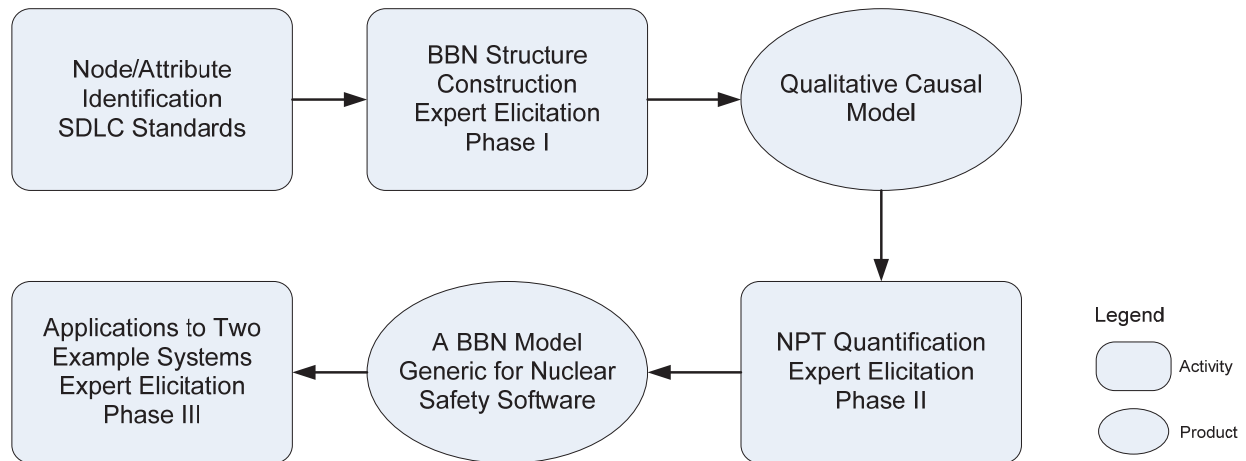 Node/Attribute
Identification
SDLC Standards
BBN Structure
Construction
Expert Elicitation
Phase I
Qualitative Causal
Model
Applications to Two
Example Systems
Expert Elicitation
Phase III
A BBN Model
Generic for Nuclear
Safety Software
NPT Quantification
Expert Elicitation
Phase II
Legend
Activity
Product